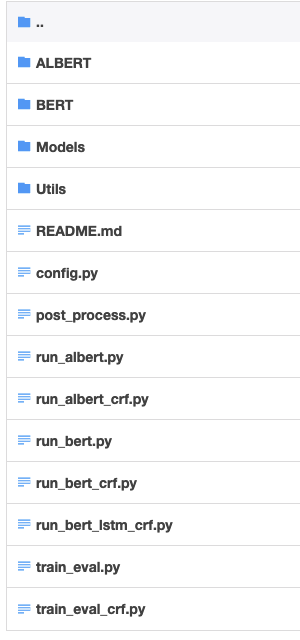 ..
ALBERT
BERT
Models
Utils
README.md
config.py
post_process.py
run_albert.py
run_albert_crf.py
run_bert.py
run_bert_crf.py
run_bert_lstm_crf.py
train_eval.py
train_eval_crf.py